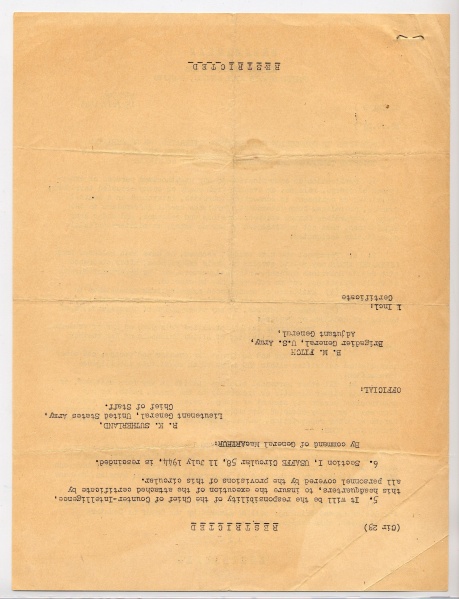 RESTRICTED
(Cir 23)
5. It will be the responsibility of the Chief of Counter-intelligence,
this headquarters, to insure the execution of the attached certificate by
all personnel covered by the provisions of this circular.
6. Section I, USAFFE Circular 58, 11 July 1944, is rescinded.
By command of General MacARTHUR:
R. K. SUTHERLAND,
Lieutenant General, United States Army,
Chief of Staff.
OFFICIAL:
B. M. FITCH
Brigadier General, U.S. Army,
Adjutant General,
1 Incl:
Certificate
RESTRICTED